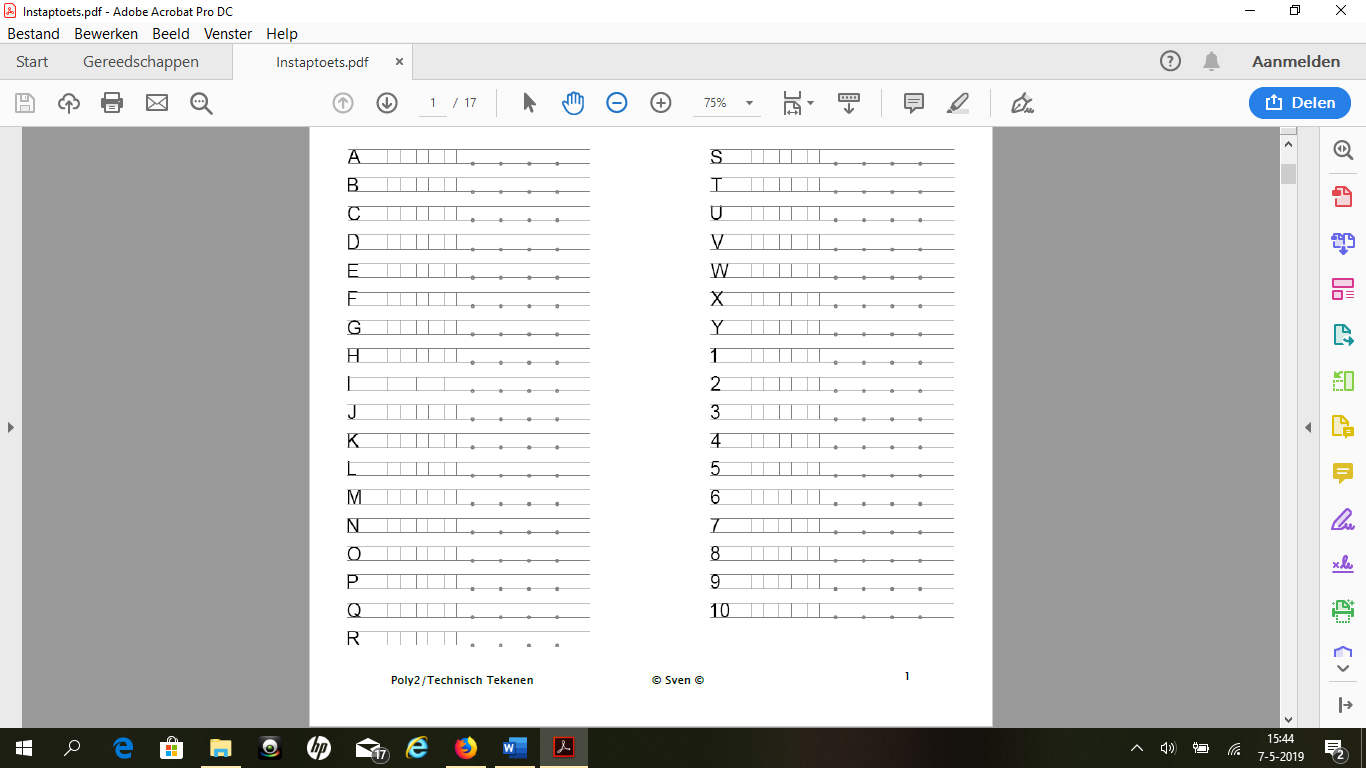 Instaptoets.pdf - Adobe Acrobat Pro DC
Bestand Bewerken Beeld Venster Help
Start Gereedschappen Instaptoets.pdf × Aanmelden
1 / 17 75% Delen
A
B
C
D
E
F
G
H
I
J
K
L
M
N
O
P
Q
R
S
T
U
V
W
X
Y
1
2
3
4
5
6
7
8
9
10
Poly2/Technisch Tekenen © Sven © 1
17
15:44
7-5-2019
2